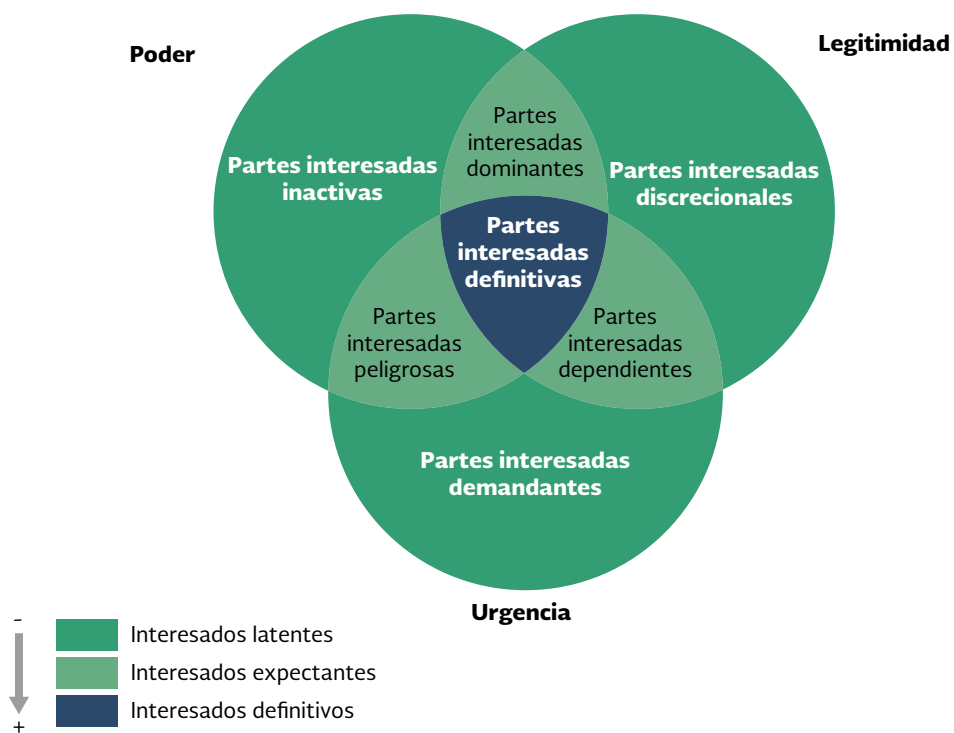 Poder
Legitimidad
Partes
interesadas
dominantes
Partes interesadas
inactivas
Partes interesadas
discrecionales
Partes
interesadas
definitivas
Partes
interesadas
peligrosas
Partes
interesadas
dependientes
Partes interesadas
demandantes
Urgencia
-
Interesados latentes
Interesados expectantes
Interesados definitivos
+